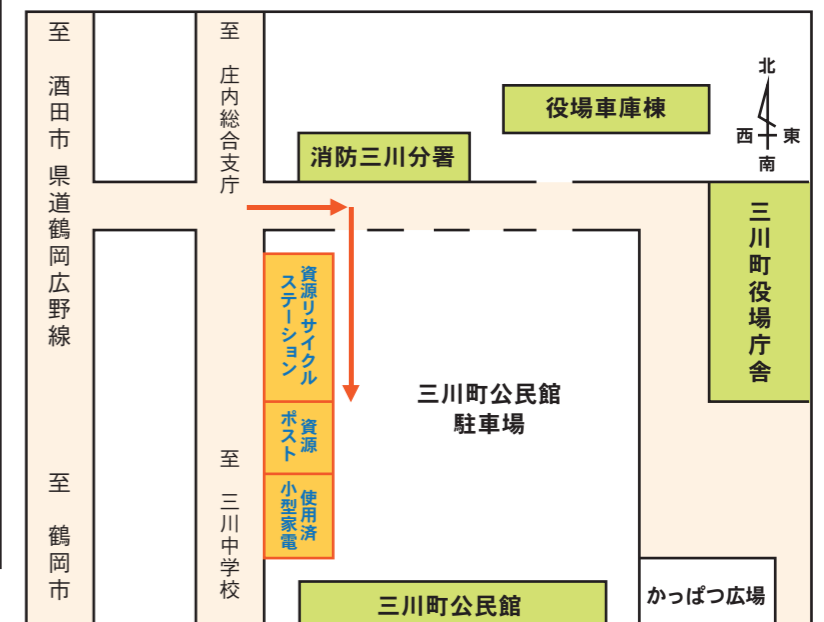 至 酒田市
県道鶴岡広野線
至 鶴岡市
至 庄内総合支庁
至 三川中学校
消防三川分署
役場車庫棟
北
西
東
南
三川町役場庁舎
資源リサイクル
ステーション
資源
ポスト
使用済
小型家電
三川町公民館
駐車場
三川町公民館
かっぱつ広場